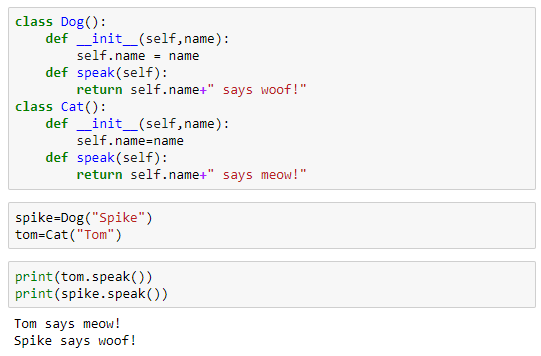 class Dog():
    def __init__(self,name):
        self.name = name
    def speak(self):
        return self.name+" says woof!"
class Cat():
    def __init__(self,name):
        self.name=name
    def speak(self):
        return self.name+" says meow!"
spike=Dog("Spike")
tom=Cat("Tom")
print(tom.speak())
print(spike.speak())
Tom says meow!
Spike says woof!